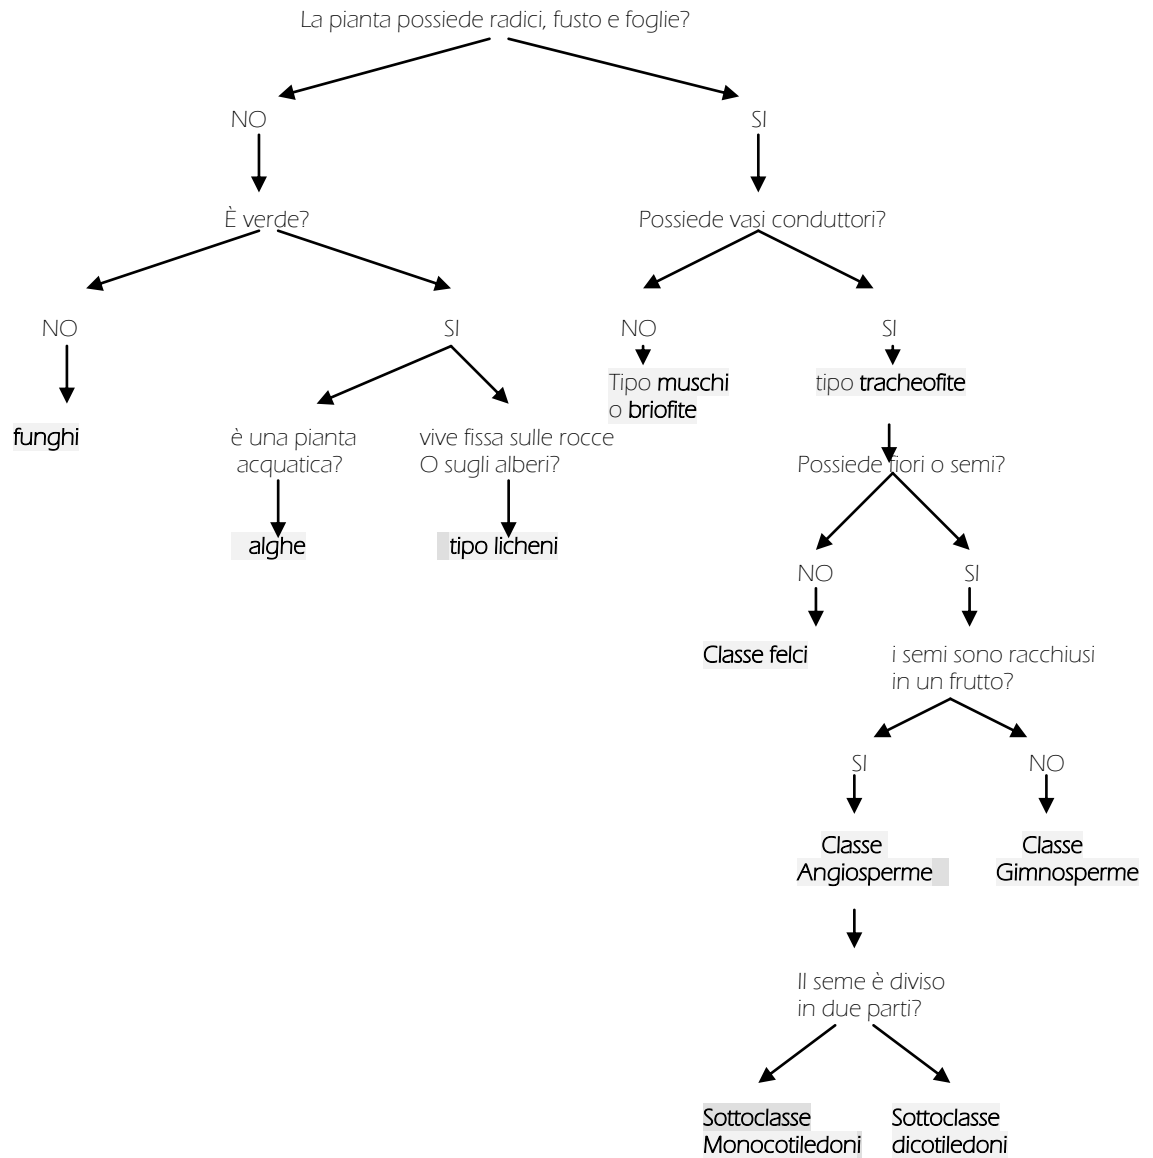 La pianta possiede radici, fusto e foglie?
NO
SI
È verde?
Possiede vasi conduttori?
NO
SI
NO
SI
Tipo muschi
o briofite
tipo tracheofite
funghi
è una pianta
acquatica?
vive fissa sulle rocce
O sugli alberi?
Possiede fiori o semi?
alghe
tipo licheni
NO
SI
Classe felci
i semi sono racchiusi
in un frutto?
SI
NO
Classe
Angiosperme
Classe
Gimnosperme
Il seme è diviso
in due parti?
Sottoclasse
Monocotiledoni
Sottoclasse
dicotiledoni